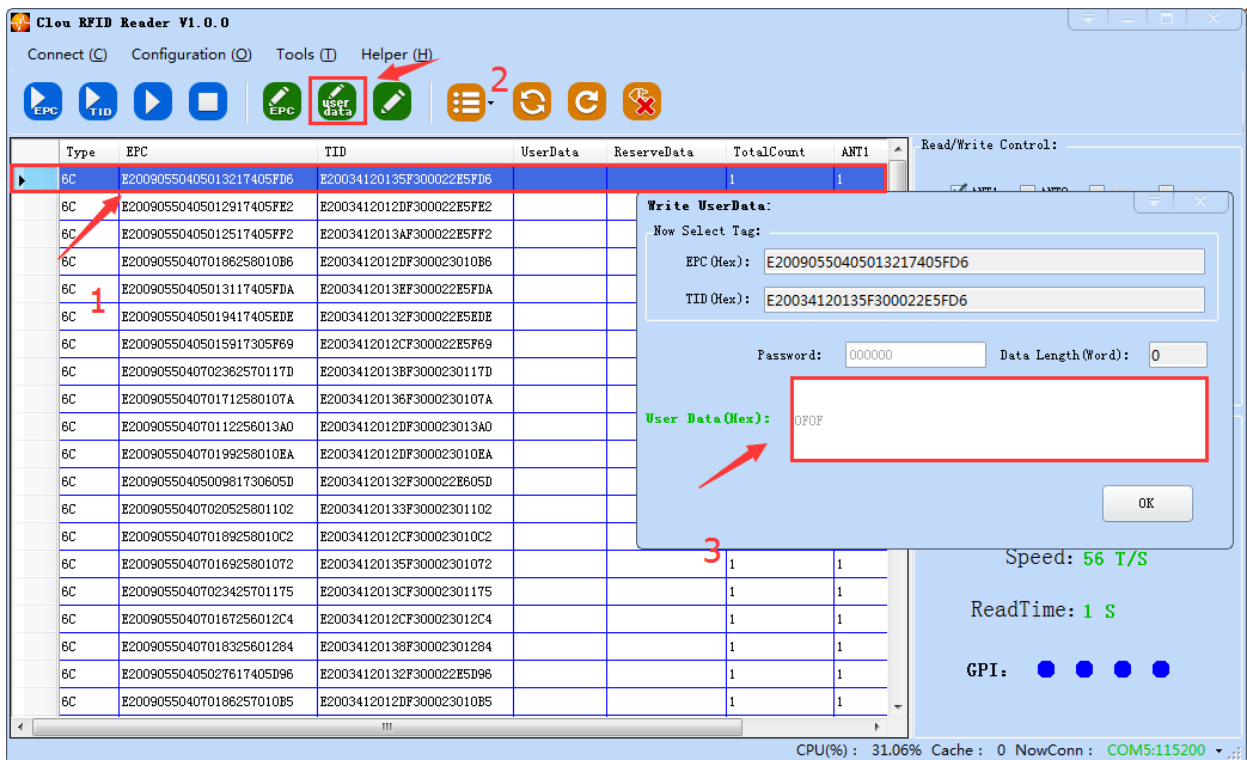 Clou RFID Reader V1.0.0
Connect (C) Configuration (O) Tools (T) Helper (H)
2
EPC TID EPC user data
Type EPC TID UserData ReserveData TotalCount ANT1
Read/Write Control:
6C E20090550405013217405FD6 E20034120135F300022E5FD6 1 1
6C E20090550405012917405FE2 E2003412012DF300022E5FE2
6C E20090550405012517405FF2 E2003412013AF300022E5FF2
6C E200905504070186258010B6 E2003412012DF300023010B6
6C E20090550405013117405FDA E2003412013EF300022E5FDA
1
6C E20090550405019417405EDE E20034120132F300022E5EDE
6C E20090550405015917305F69 E2003412012CF300022E5F69
6C E20090550407023625 70117D E2003412013BF3000230117D
6C E2009055040701712580107A E20034120136F3000230107A
6C E200905504070112256013A0 E2003412012DF300023013A0
6C E200905504070199258010EA E2003412012DF300023010EA
6C E2009055040500981730605D E20034120132F300022E605D
6C E20090550407020525801102 E20034120133F30002301102
6C E200905504070189258010C2 E2003412012CF300023010C2
6C E20090550407016925801072 E20034120135F30002301072 1 1
6C E20090550407023425701175 E2003412013CF30002301175 1 1
6C E200905504070167256012C4 E2003412012CF300023012C4 1 1
6C E20090550407018325601284 E20034120138F30002301284 1 1
6C E20090550405027617405D96 E20034120132F300022E5D96 1 1
6C E200905504070186257010B5 E2003412012DF300023010B5 1 1
Write UserData:
Now Select Tag:
EPC(Hex): E20090550405013217405FD6
TID(Hex): E20034120135F300022E5FD6
Password: 000000 Data Length(Word): 0
User Data(Hex): 0F0F
OK
3
Speed: 56 T/S
ReadTime: 1 S
GPI:
CPU(%) : 31.06% Cache : 0 NowConn : COM5:115200